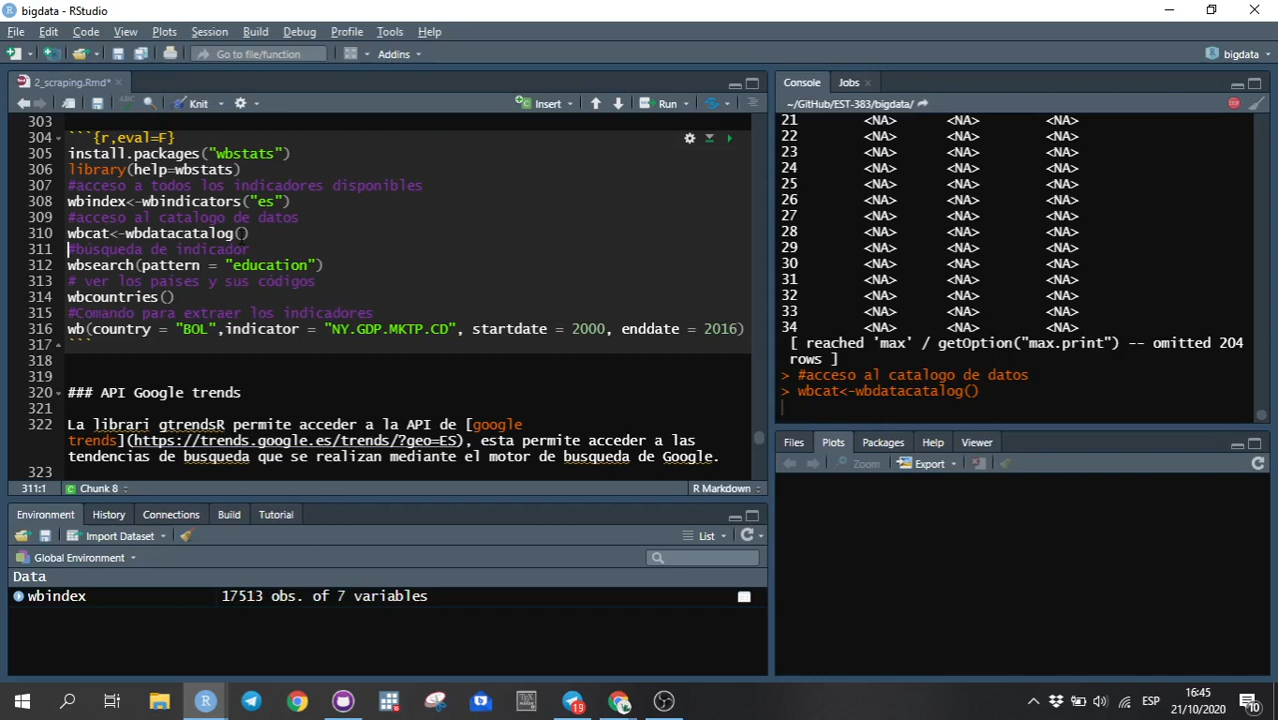 bigdata - RStudio
File Edit Code View Plots Session Build Debug Profile Tools Help
Go to file/function Addins bigdata
2_scraping.Rmd*
ABC Knit Insert Run
303
304 ```{r,eval=F}
305 install.packages("wbstats")
306 library(help=wbstats)
307 #acceso a todos los indicadores disponibles
308 wbindex<-wbindicators("es")
309 #acceso al catalogo de datos
310 wbcat<-wbdatacatalog()
311 #búsqueda de indicador
312 wbsearch(pattern = "education")
313 # ver los paises y sus códigos
314 wbcountries()
315 #Comando para extraer los indicadores
316 wb(country = "BOL",indicator = "NY.GDP.MKTP.CD", startdate = 2000, enddate = 2016)
317 ```
318
319
320 ### API Google trends
321
322 La librari gtrendsR permite acceder a la API de [google
trends](https://trends.google.es/trends/?geo=ES), esta permite acceder a las
tendencias de busqueda que se realizan mediante el motor de busqueda de Google.
323
311:1 Chunk 8 R Markdown
Console Jobs
~/GitHub/EST-383/bigdata/
21 <NA> <NA> <NA>
22 <NA> <NA> <NA>
23 <NA> <NA> <NA>
24 <NA> <NA> <NA>
25 <NA> <NA> <NA>
26 <NA> <NA> <NA>
27 <NA> <NA> <NA>
28 <NA> <NA> <NA>
29 <NA> <NA> <NA>
30 <NA> <NA> <NA>
31 <NA> <NA> <NA>
32 <NA> <NA> <NA>
33 <NA> <NA> <NA>
34 <NA> <NA> <NA>
[ reached 'max' / getOption("max.print") -- omitted 204
rows ]
> #acceso al catalogo de datos
> wbcat<-wbdatacatalog()
Files Plots Packages Help Viewer
Zoom Export
Environment History Connections Build Tutorial
Import Dataset List
Global Environment
Data
wbindex 17513 obs. of 7 variables
19
ESP
16:45
21/10/2020
10